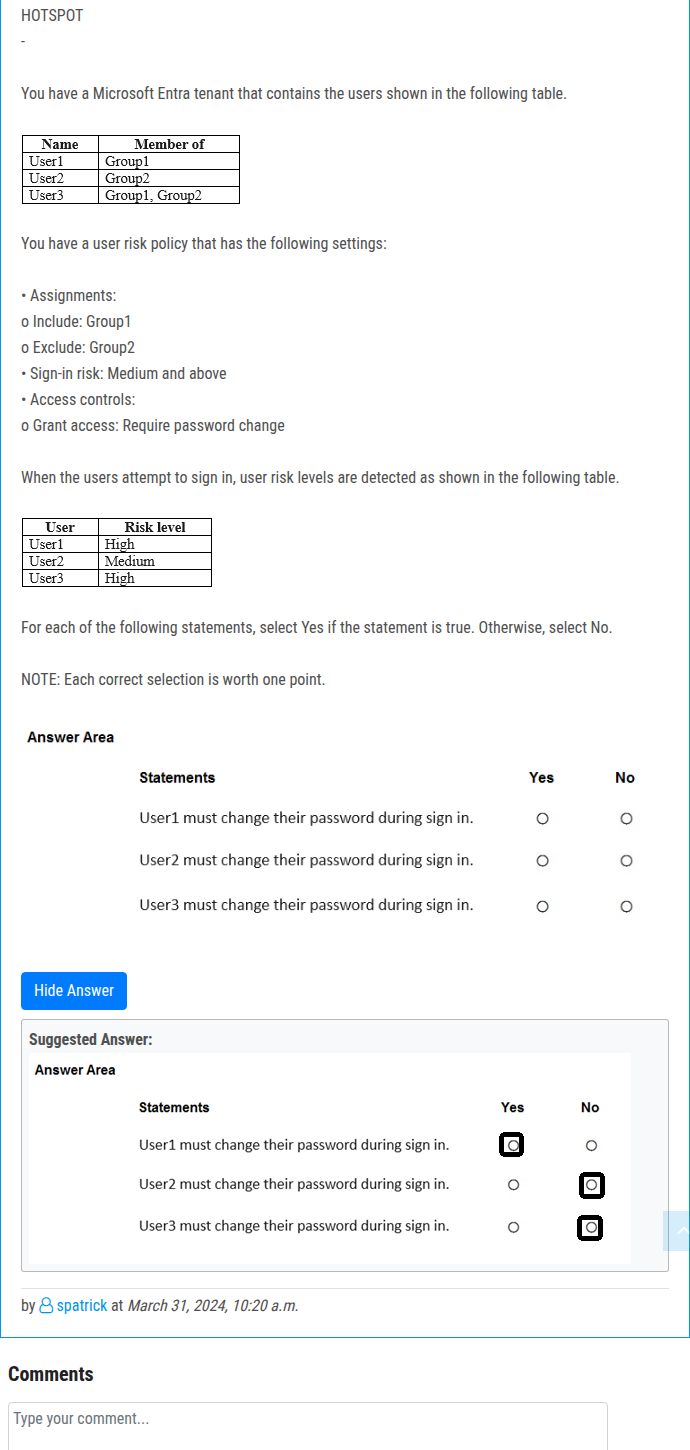 HOTSPOT
-
You have a Microsoft Entra tenant that contains the users shown in the following table.
Name Member of
User1 Group1
User2 Group2
User3 Group1, Group2
You have a user risk policy that has the following settings:
• Assignments:
o Include: Group1
o Exclude: Group2
• Sign-in risk: Medium and above
• Access controls:
o Grant access: Require password change
When the users attempt to sign in, user risk levels are detected as shown in the following table.
User Risk level
User1 High
User2 Medium
User3 High
For each of the following statements, select Yes if the statement is true. Otherwise, select No.
NOTE: Each correct selection is worth one point.
Answer Area
Statements Yes No
User1 must change their password during sign in.
User2 must change their password during sign in.
User3 must change their password during sign in.
Hide Answer
Suggested Answer:
Answer Area
Statements Yes No
User1 must change their password during sign in.
User2 must change their password during sign in.
User3 must change their password during sign in.
by spatrick at March 31, 2024, 10:20 a.m.
Comments
Type your comment...